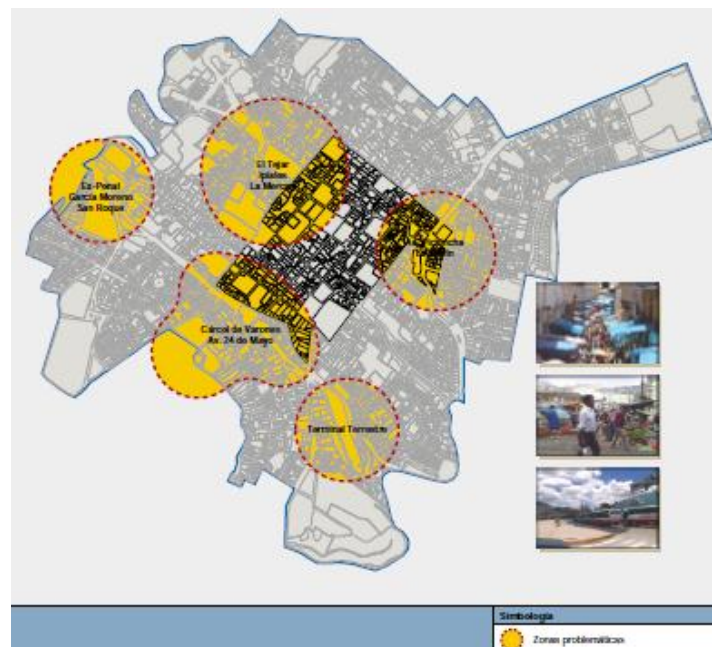 El Tejar
Ipiales
La Merced
Ex-Penal
García Moreno
San Roque
Cárcel de Varones
Av. 24 de Mayo
Terminal Terrestre
Simbología
Zonas problemáticas